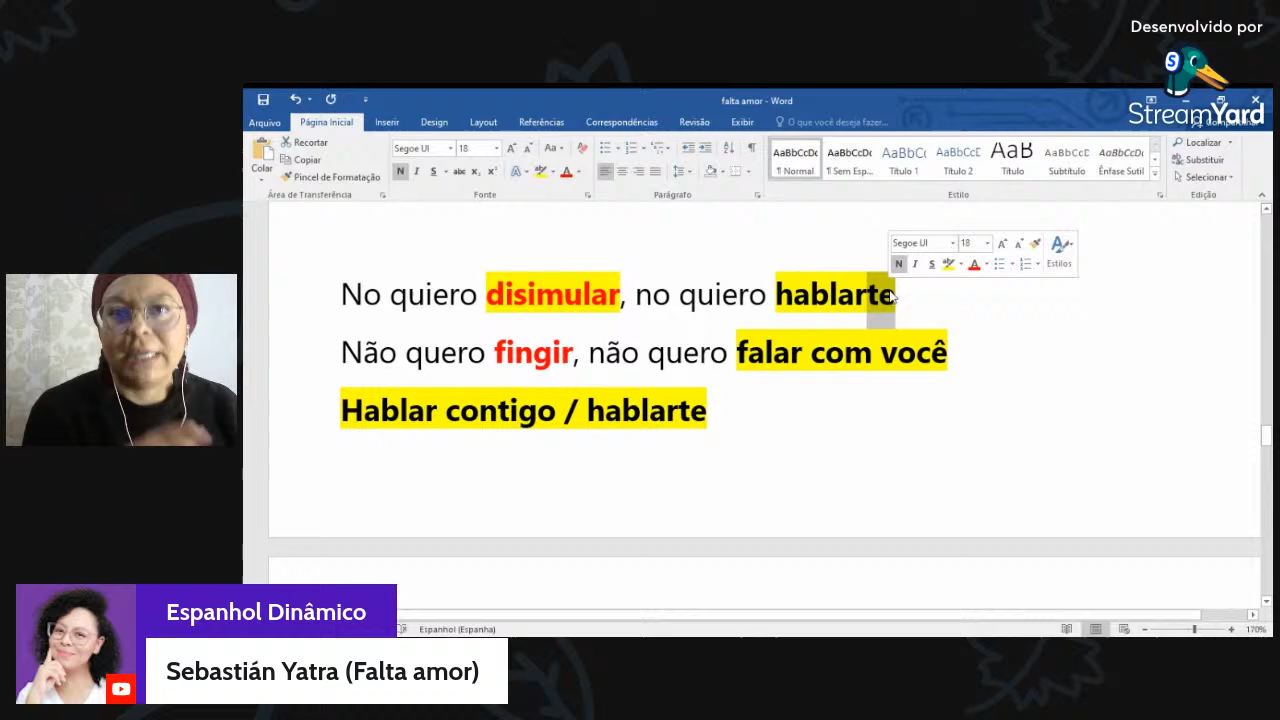 Desenvolvido por
StreamYard
falta amor - Word
Arquivo Página Inicial Inserir Design Layout Referências Correspondências Revisão Exibir O que você deseja fazer...
Colar
Recortar
Copiar
Pincel de Formatação
Área de Transferência
Segoe UI 18
Fonte
Parágrafo
AaBbCcDc AaBbCcDc AaBbC AaBbCcD AaB AaBbCcD AaBbCcDc
¶ Normal ¶ Sem Esp... Título 1 Título 2 Título Subtítulo Ênfase Sutil
Estilo
Localizar
Substituir
Selecionar
Edição
Segoe UI 18
N I S Estilos
No quiero disimular, no quiero hablarte
Não quero fingir, não quero falar com você
Hablar contigo / hablarte
Espanhol (Espanha)
170%
Espanhol Dinâmico
Sebastián Yatra (Falta amor)